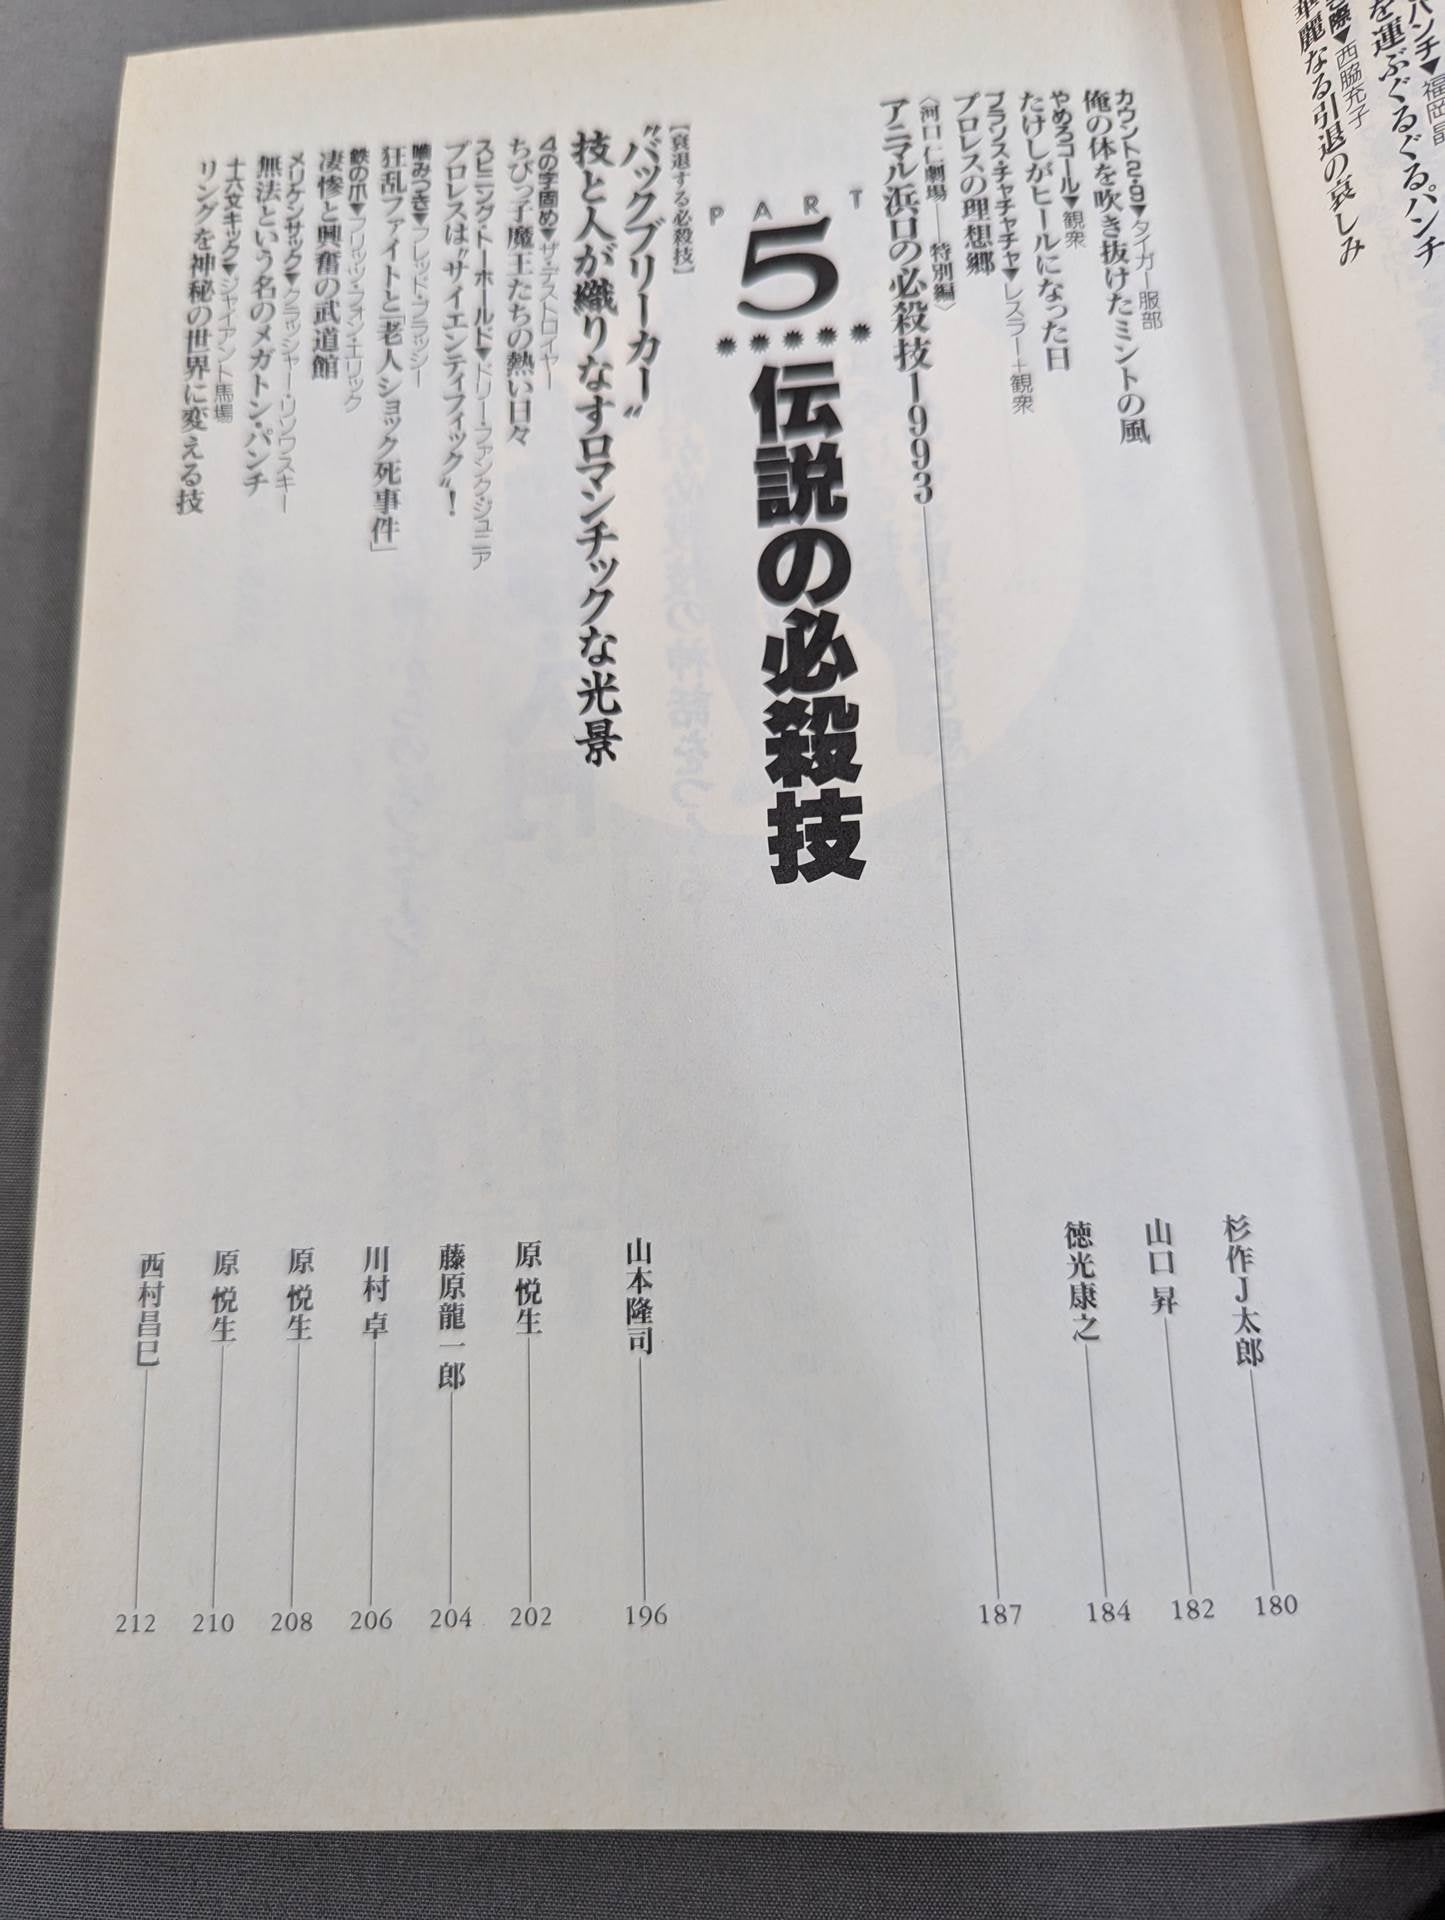 パンチ▼福岡晶
を運ぶぐるぐるパンチ
際▼西脇充子
華麗なる引退の哀しみ
カウント2・9▼タイガー服部
俺の体を吹き抜けたミントの風
杉作J太郎
180
やめろコール▼観衆
たけしがヒールになった日
山口 昇
182
ブランス・チャチャチャ▼レスラー+観衆
プロレスの理想郷
徳光康之
184
〈河口仁劇場——特別編〉
アニマル浜口の必殺技ー1993
187
PART
5
伝説の必殺技
【衰退する必殺技】
“バックブリーカー”
技と人が織りなすロマンチックな光景
山本隆司
196
4の字固め▼ザ・デストロイヤー
ちびっ子魔王たちの熱い日々
原 悦生
202
スピニング・トーホールド▼ドリー・ファンク・ジュニア
プロレスは“サイエンティフィック”!
藤原龍一郎
204
噛みつき▼フレッド・ブラッシー
狂乱ファイトと「老人ショック死事件」
川村 卓
206
鉄の爪▼フリッツ・フォン・エリック
凄惨と興奮の武道館
原 悦生
208
メリケンサック▼クラッシャー・リソワスキー
無法という名のメガトン・パンチ
原 悦生
210
十六文キック▼ジャイアント馬場
リングを神秘の世界に変える技
西村昌巳
212